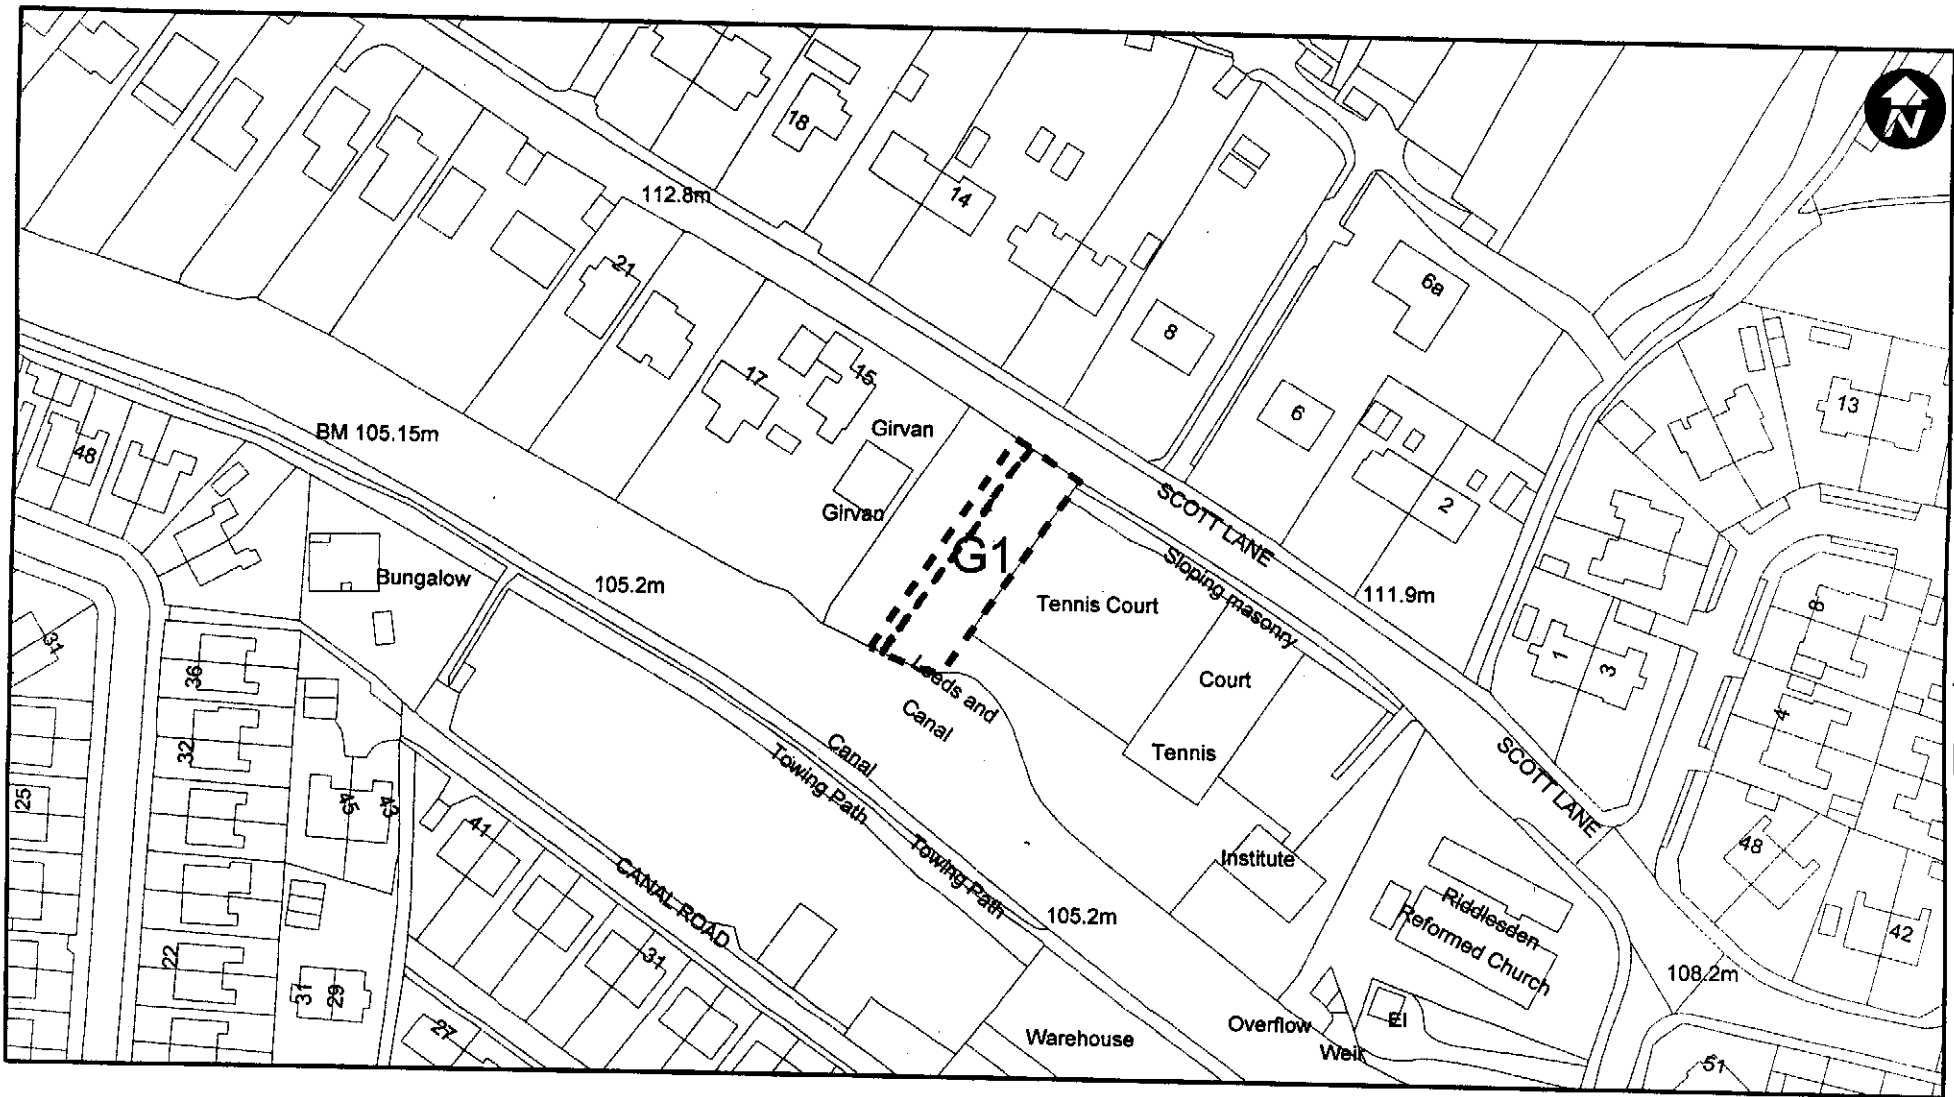 N
18
112.8m
14
21
6a
8
17
15
13
Girvan
6
BM 105.15m
48
2
SCOTT LANE
Girvan
G1
Sloping masonry
Bungalow
105.2m
Tennis Court
111.9m
8
31
1
3
36
Court
Leeds and
Canal
4
32
Canal
Tennis
SCOTT LANE
Towing Path
25
45
43
41
Towing Path
Institute
48
CANAL ROAD
Riddlesden
Reformed Church
105.2m
42
22
31
108.2m
31
29
27
Warehouse
Overflow
El
Weir
51